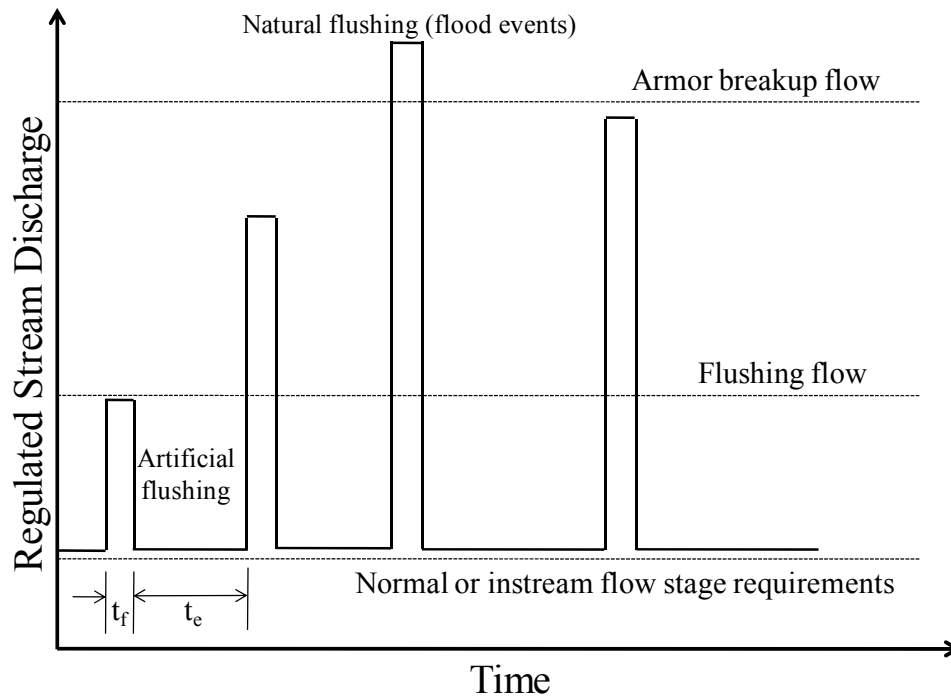 Natural flushing (flood events)
Armor breakup flow
Regulated Stream Discharge
Flushing flow
Artificial
flushing
Normal or instream flow stage requirements
t_f
t_e
Time